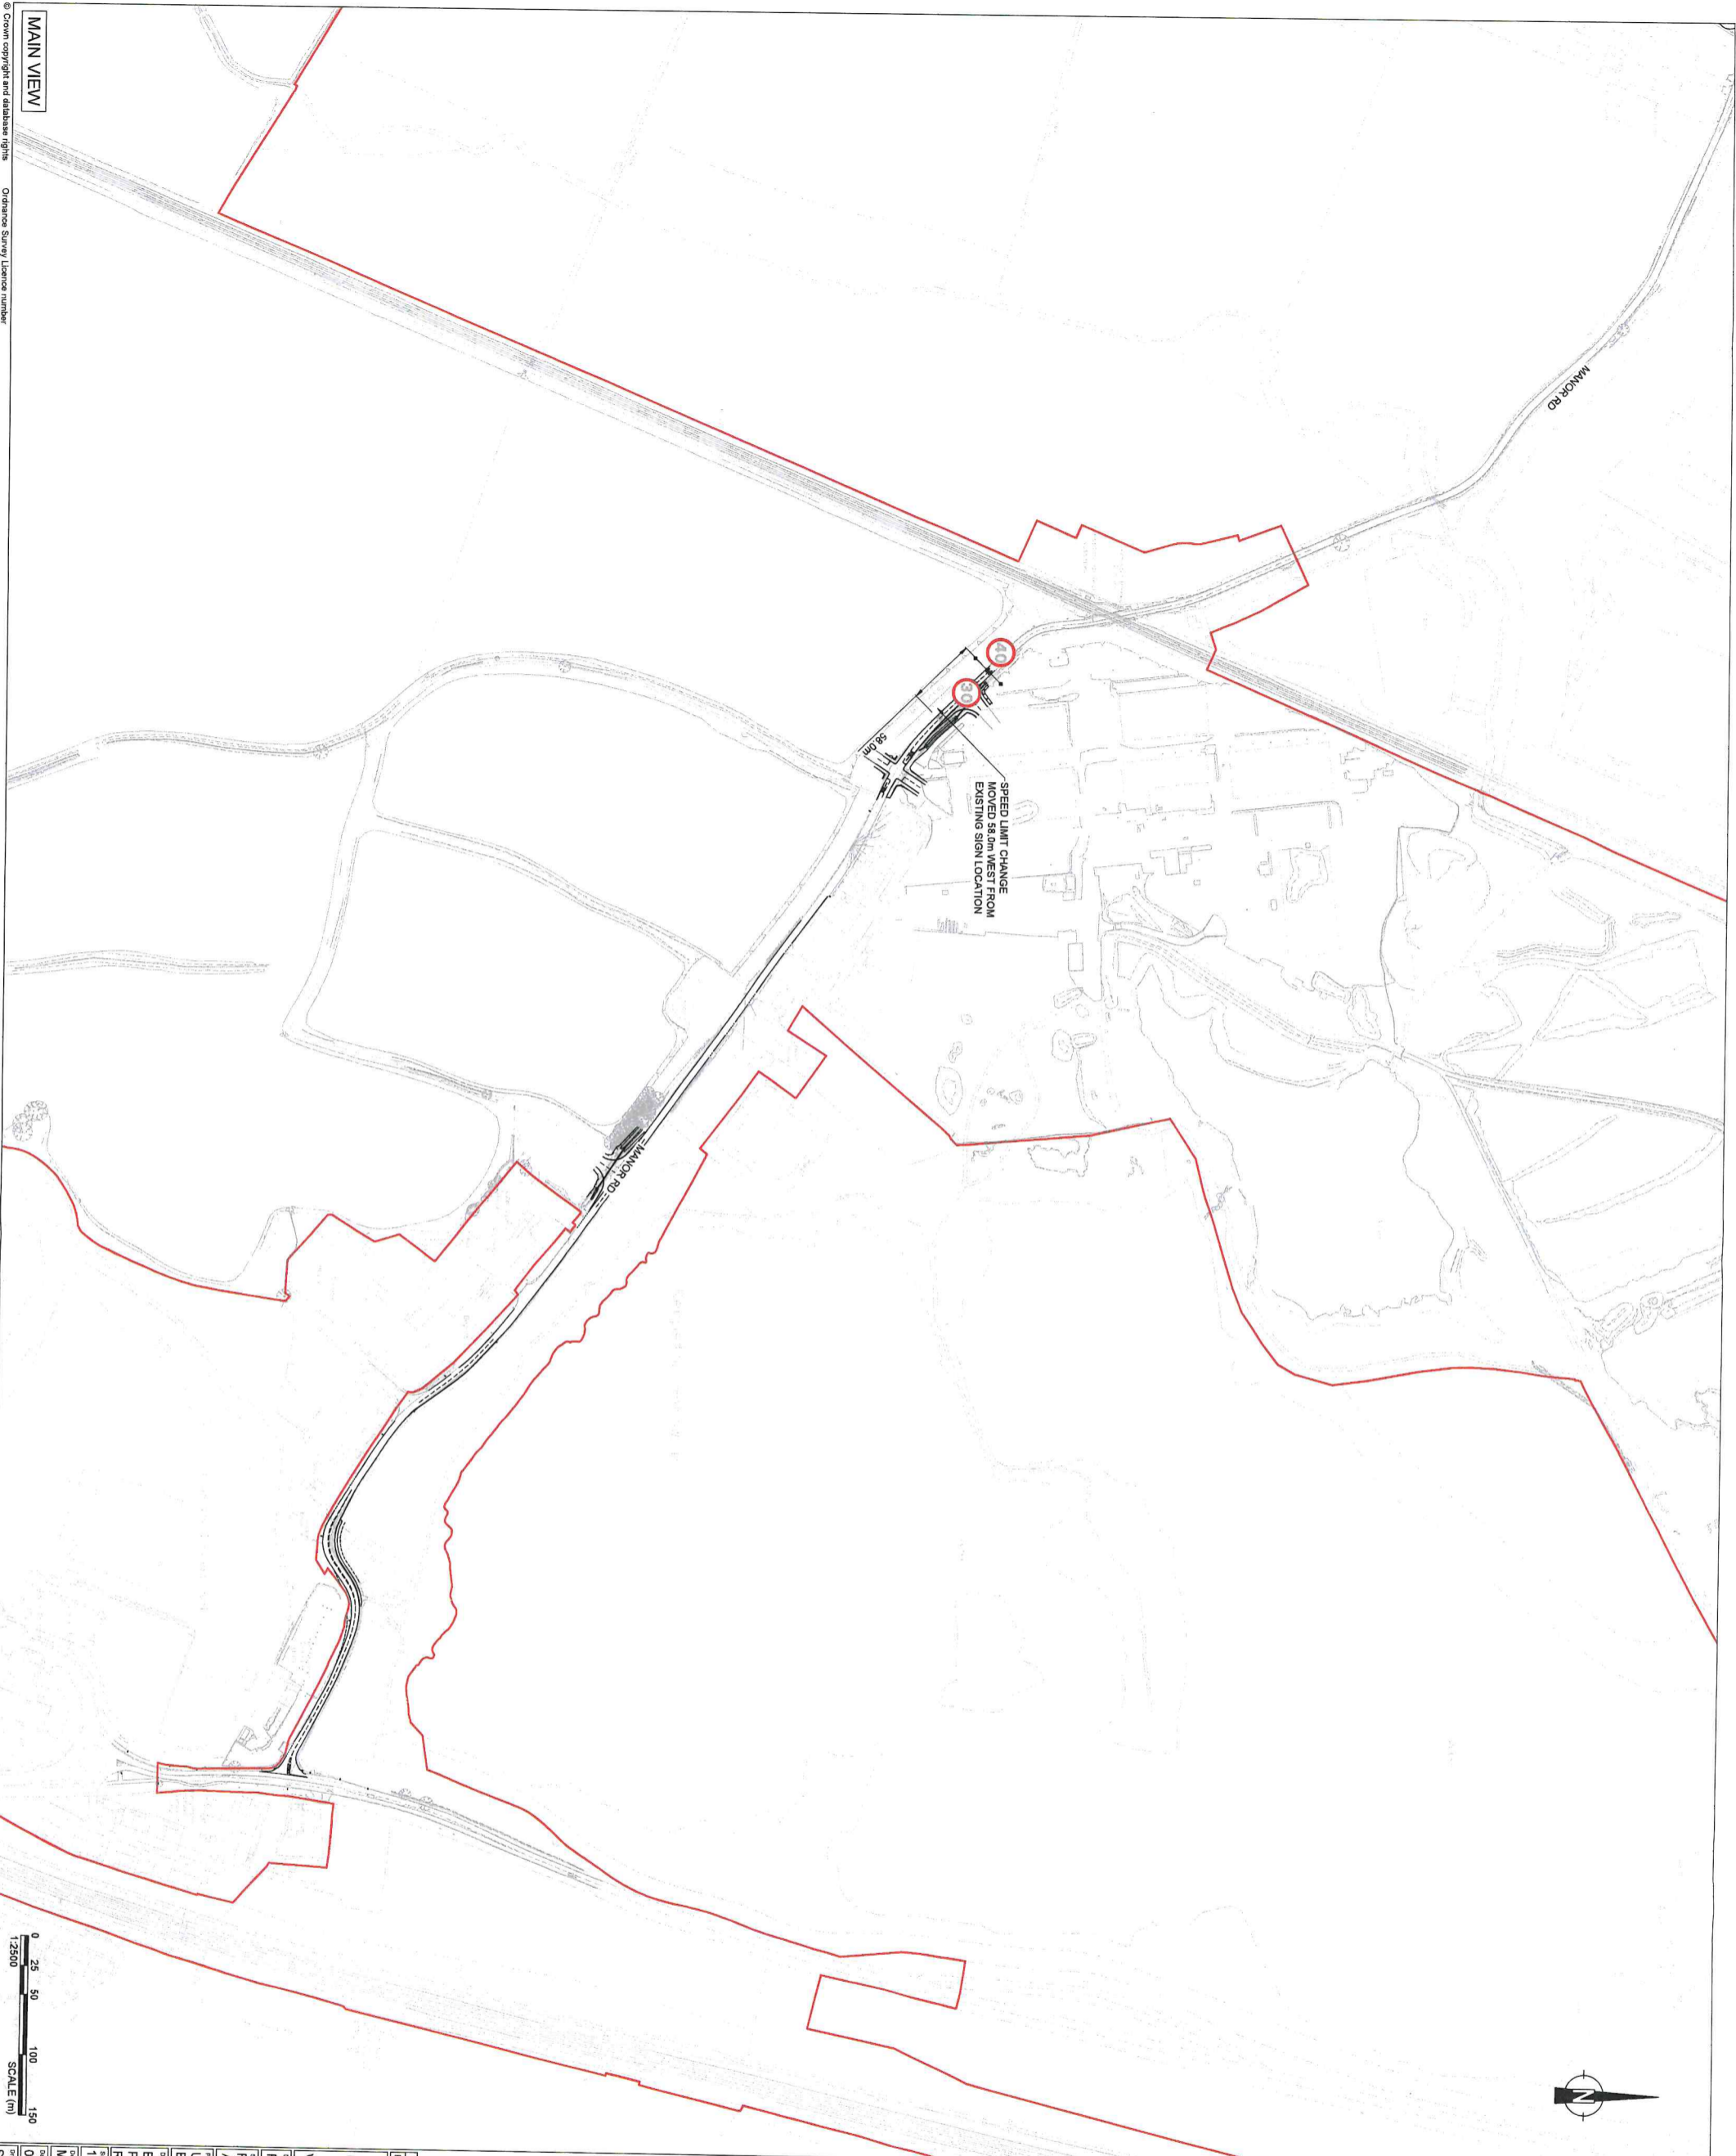 MANOR RD
40
30
SPEED LIMIT CHANGE
MOVED 58.0m WEST FROM
EXISTING SIGN LOCATION
58.0m
MANOR RD
N
MAIN VIEW
© Crown copyright and database rights Ordnance Survey Licence number
0 25 50 100 150
1:2500 SCALE (m)